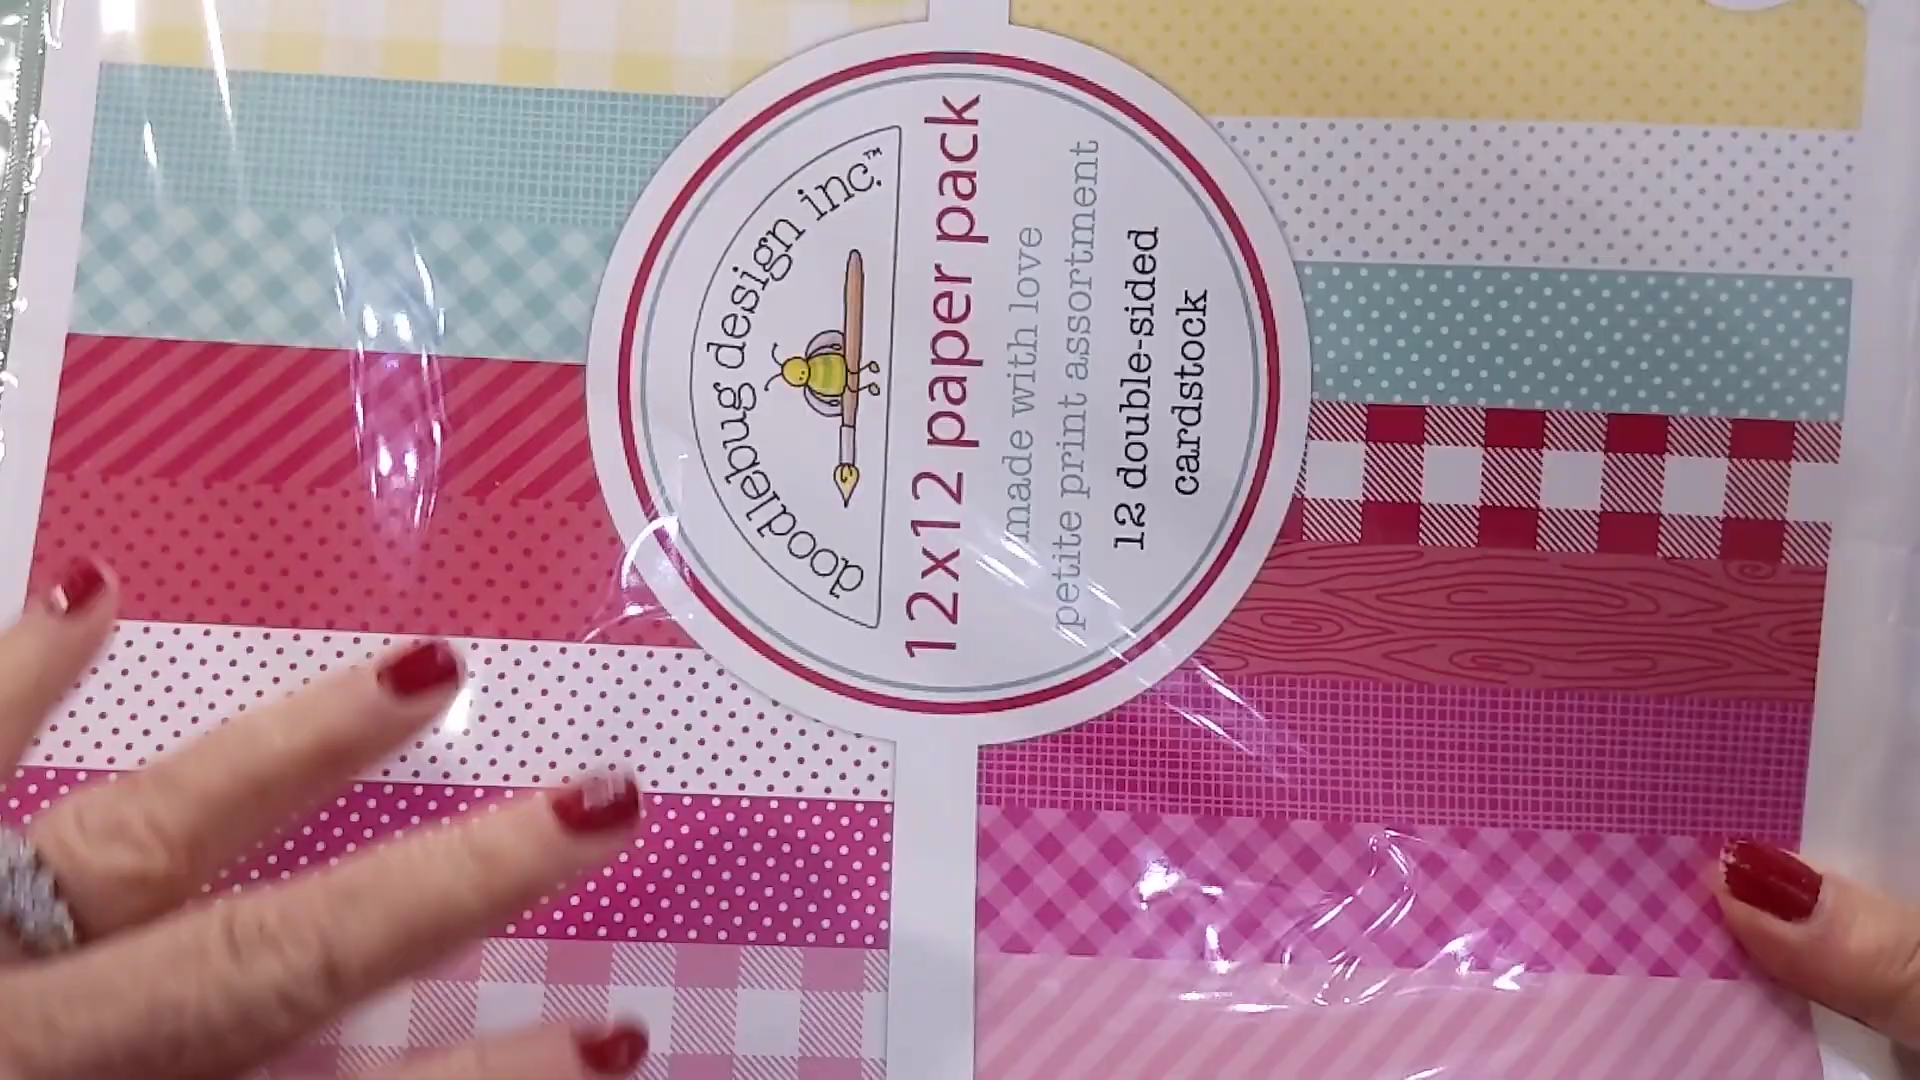 doodlebug design inc.™
12x12 paper pack
made with love
petite print assortment
12 double-sided
cardstock